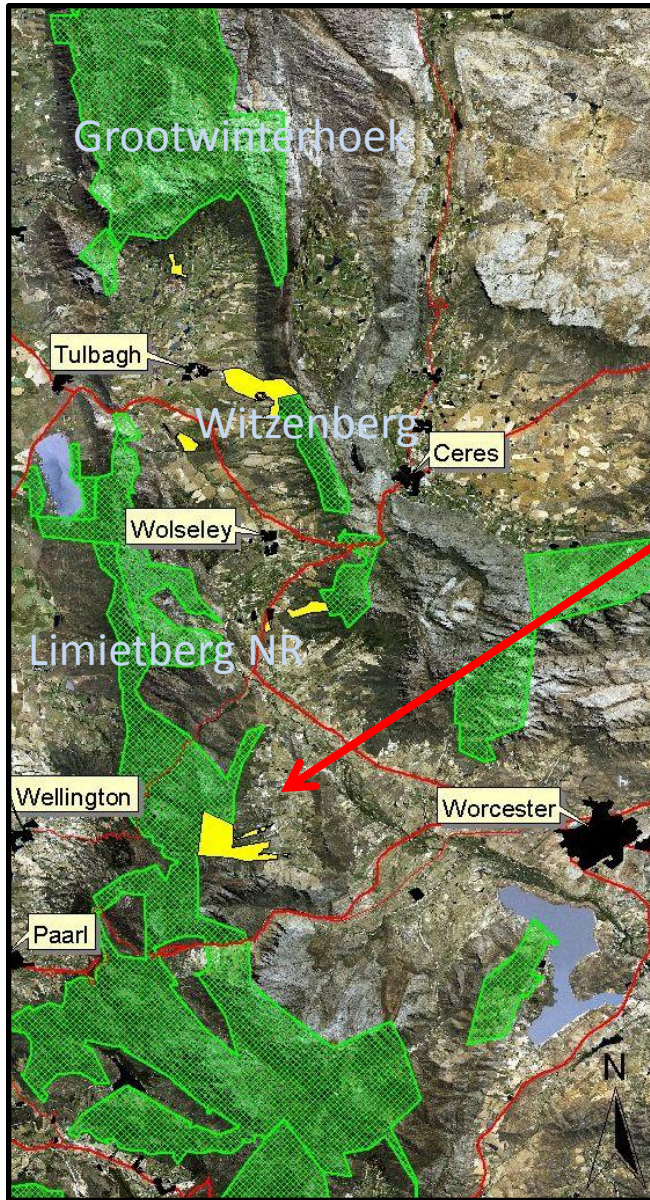 Grootwinterhoek
Tulbagh
Witzenberg
Ceres
Wolseley
Limietberg NR
Wellington
Worcester
Paarl
N